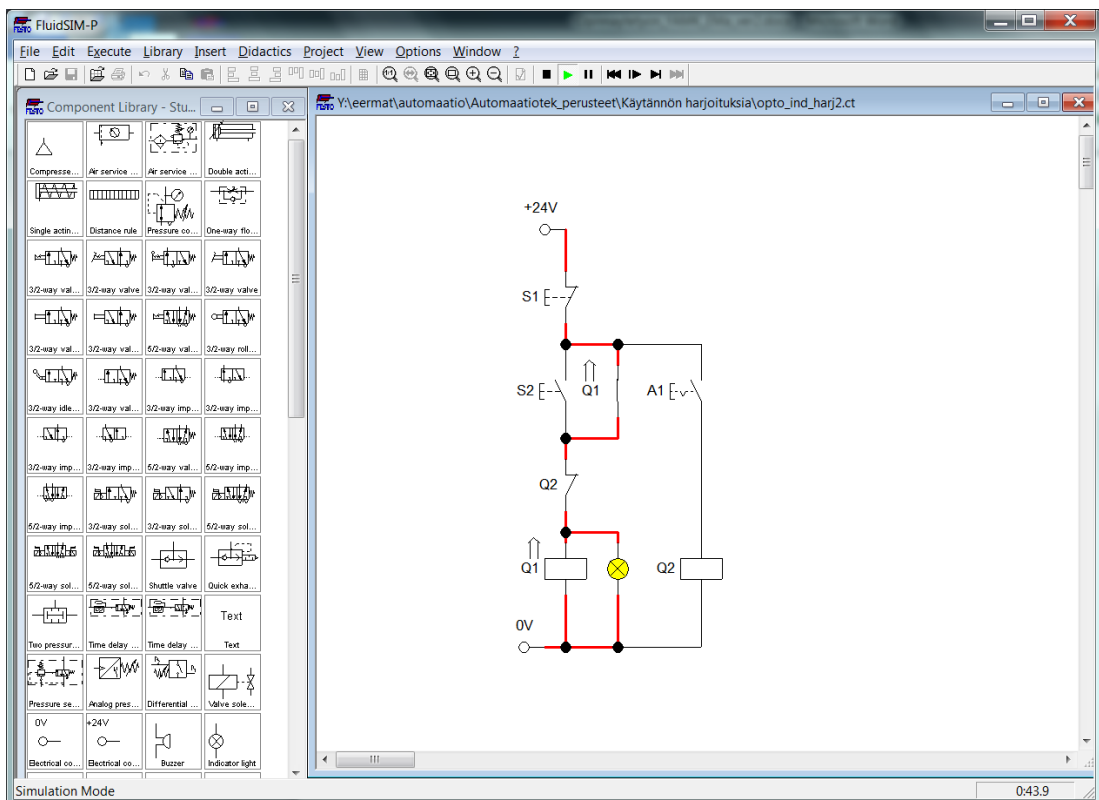 FluidSIM-P
File Edit Execute Library Insert Didactics Project View Options Window ?
Component Library - Stu...
Compresse... Air service ... Air service ... Double acti...
Single actin... Distance rule Pressure co... One-way flo...
3/2-way val... 3/2-way valve 3/2-way val... 3/2-way valve
3/2-way val... 3/2-way val... 5/2-way val... 3/2-way roll...
3/2-way idle... 3/2-way val... 3/2-way imp... 3/2-way imp...
3/2-way imp... 3/2-way imp... 5/2-way val... 5/2-way imp...
5/2-way imp... 3/2-way sol... 3/2-way sol... 5/2-way sol...
5/2-way sol... 5/2-way sol... Shuttle valve Quick exha...
Text
Two pressur... Time delay ... Time delay ... Text
Pressure se... Analog pres... Differential ... Valve sole...
0V +24V
Electrical co... Electrical co... Buzzer Indicator light
Y:\eermat\automaatio\Automaatiotek_perusteet\Käytännön harjoituksia\opto_ind_harj2.ct
+24V
S1
S2 Q1 A1
Q2
Q1 Q2
0V
Simulation Mode 0:43.9